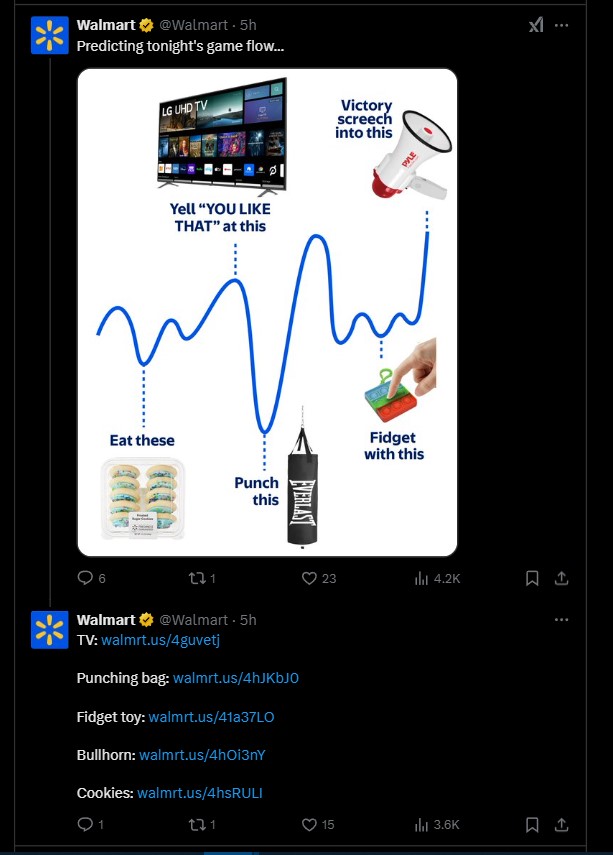 Walmart @Walmart · 5h
Predicting tonight's game flow...
LG UHD TV
Victory
screech
into this
PYLE
Yell “YOU LIKE
THAT” at this
Eat these
Punch
this
EVERLAST
Fidget
with this
Frosted
Sugar Cookies
6 1 23 4.2K
Walmart @Walmart · 5h
TV: walmrt.us/4guvetj
Punching bag: walmrt.us/4hJKbJ0
Fidget toy: walmrt.us/41a37LO
Bullhorn: walmrt.us/4hOi3nY
Cookies: walmrt.us/4hsRULI
1 1 15 3.6K